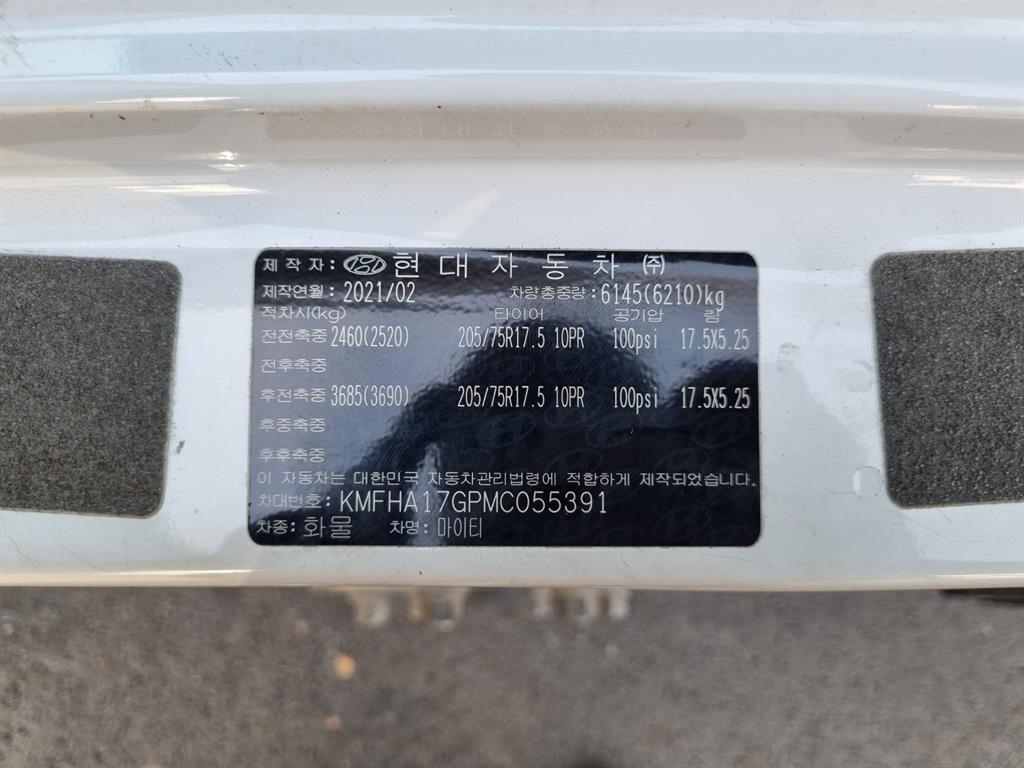 제작자: 현대자동차 ㈜
제작연월: 2021/02 차량총중량: 6145(6210)kg
적차시(kg) 타이어 공기압 림
전전축중 2460(2520) 205/75R17.5 10PR 100psi 17.5X5.25
전후축중
후전축중 3685(3690) 205/75R17.5 10PR 100psi 17.5X5.25
후중축중
후후축중
이 자동차는 대한민국 자동차관리법령에 적합하게 제작되었습니다.
차대번호: KMFHA17GPMC055391
차종: 화물 차명: 마이티